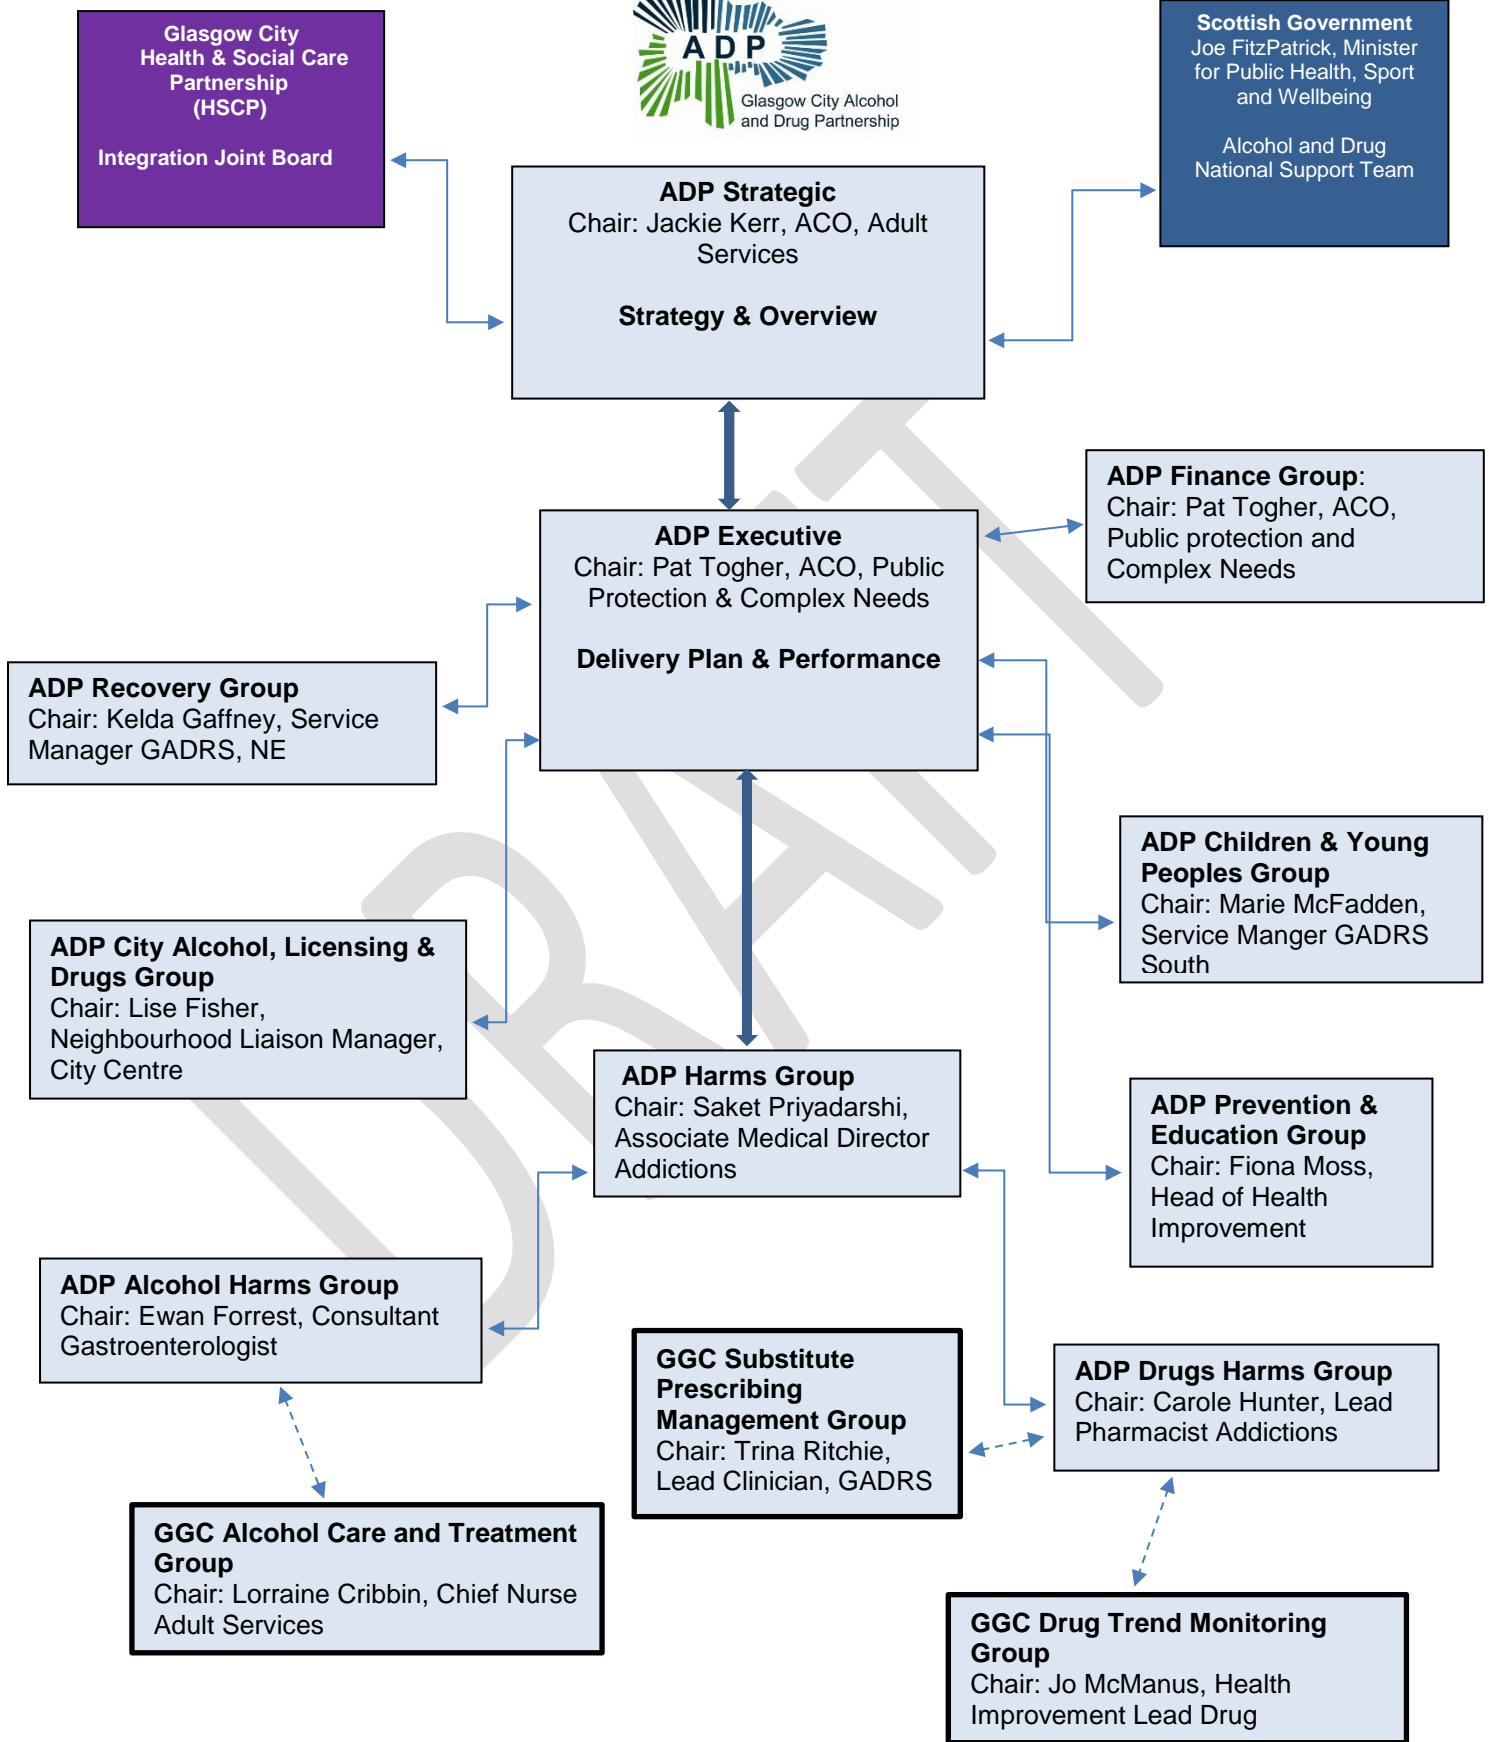 Glasgow City
Health & Social Care
Partnership
(HSCP)
Integration Joint Board
ADP
Glasgow City Alcohol
and Drug Partnership
Scottish Government
Joe FitzPatrick, Minister
for Public Health, Sport
and Wellbeing
Alcohol and Drug
National Support Team
ADP Strategic
Chair: Jackie Kerr, ACO, Adult
Services
Strategy & Overview
ADP Finance Group:
Chair: Pat Togher, ACO,
Public protection and
Complex Needs
ADP Executive
Chair: Pat Togher, ACO, Public
Protection & Complex Needs
Delivery Plan & Performance
ADP Recovery Group
Chair: Kelda Gaffney, Service
Manager GADRS, NE
ADP Children & Young
Peoples Group
Chair: Marie McFadden,
Service Manger GADRS
South
ADP City Alcohol, Licensing &
Drugs Group
Chair: Lise Fisher,
Neighbourhood Liaison Manager,
City Centre
ADP Harms Group
Chair: Saket Priyadarshi,
Associate Medical Director
Addictions
ADP Prevention &
Education Group
Chair: Fiona Moss,
Head of Health
Improvement
ADP Alcohol Harms Group
Chair: Ewan Forrest, Consultant
Gastroenterologist
GGC Substitute
Prescribing
Management Group
Chair: Trina Ritchie,
Lead Clinician, GADRS
ADP Drugs Harms Group
Chair: Carole Hunter, Lead
Pharmacist Addictions
GGC Alcohol Care and Treatment
Group
Chair: Lorraine Cribbin, Chief Nurse
Adult Services
GGC Drug Trend Monitoring
Group
Chair: Jo McManus, Health
Improvement Lead Drug
DRAFT